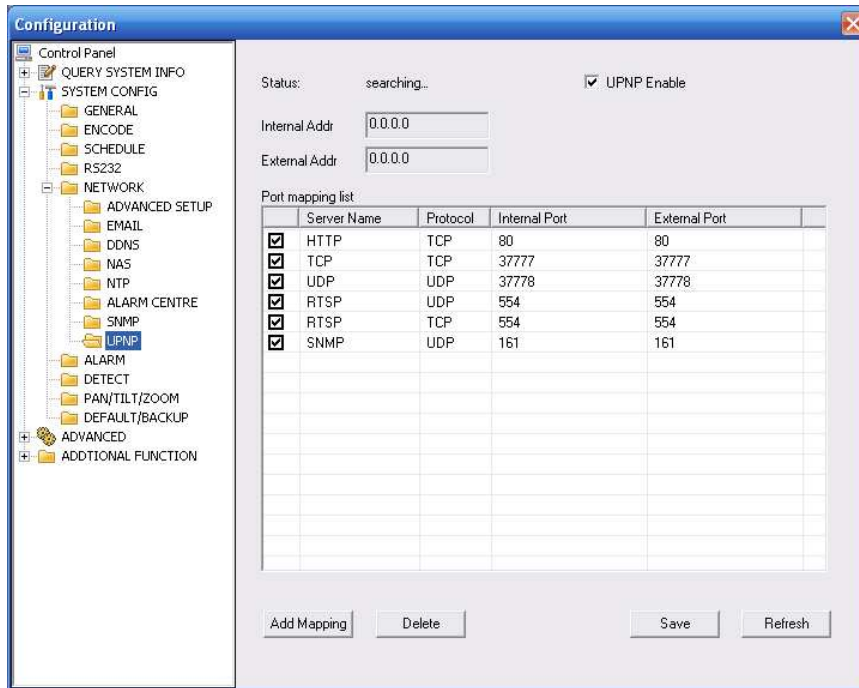 Configuration
Control Panel
QUERY SYSTEM INFO
SYSTEM CONFIG
GENERAL
ENCODE
SCHEDULE
RS232
NETWORK
ADVANCED SETUP
EMAIL
DDNS
NAS
NTP
ALARM CENTRE
SNMP
UPNP
ALARM
DETECT
PAN/TILT/ZOOM
DEFAULT/BACKUP
ADVANCED
ADDTIONAL FUNCTION
Status: searching... UPNP Enable
Internal Addr 0.0.0.0
External Addr 0.0.0.0
Port mapping list
Server Name Protocol Internal Port External Port
HTTP TCP 80 80
TCP TCP 37777 37777
UDP UDP 37778 37778
RTSP UDP 554 554
RTSP TCP 554 554
SNMP UDP 161 161
Add Mapping Delete Save Refresh